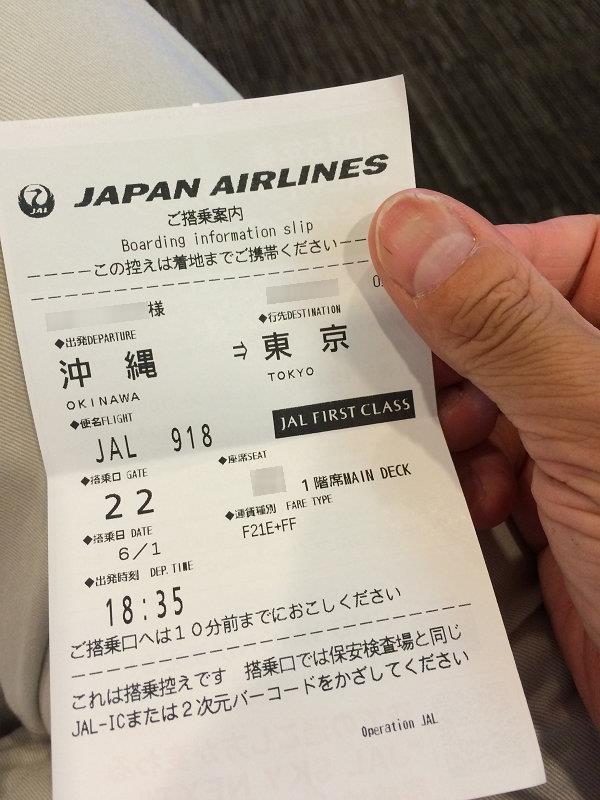 JAL
JAPAN AIRLINES
ご搭乗案内
Boarding information slip
----この控えは着地までご携帯ください----
様
◆出発DEPARTURE
◆行先DESTINATION
沖縄 ⇒ 東京
OKINAWA
TOKYO
◆便名FLIGHT
JAL 918
JAL FIRST CLASS
◆搭乗口 GATE
◆座席SEAT
22
1階席MAIN DECK
◆搭乗日 DATE
◆運賃種別 FARE TYPE
6/1
F21E+FF
◆出発時刻 DEP.TIME
18:35
ご搭乗口へは10分前までにおこしください
これは搭乗控えです 搭乗口では保安検査場と同じ
JAL-ICまたは2次元バーコードをかざしてください
Operation JAL